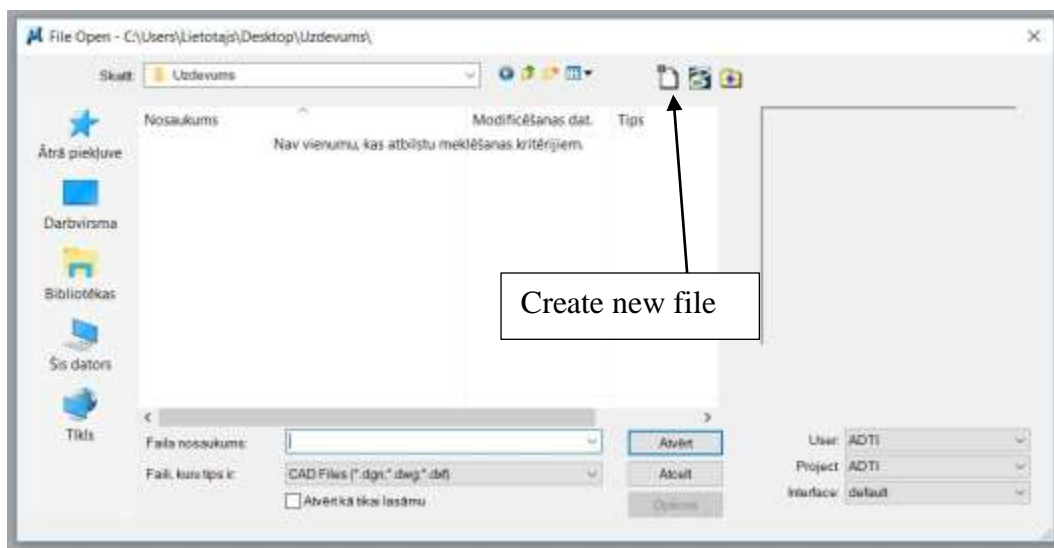 File Open - C:\Users\Lietotajs\Desktop\Uzdevums\
Skatīt: Uzdevums
Nosaukums Modificēšanas dat. Tips
Nav vienumu, kas atbilstu meklēšanas kritērijiem.
Ātrā piekļuve
Darbvirsma
Bibliotēkas
Šis dators
Tīkls
Create new file
Faila nosaukums: Atvērt
Faili, kuru tips ir: CAD Files (*.dgn;*.dwg;*.dxf) Atcelt
Atvērt kā tikai lasāmu Options
User: ADTI
Project: ADTI
Interface: default